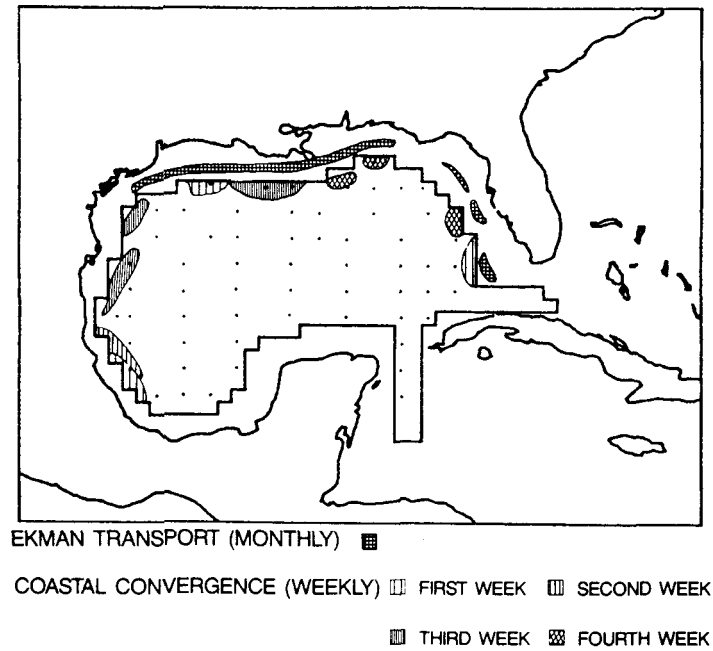 EKMAN TRANSPORT (MONTHLY)
COASTAL CONVERGENCE (WEEKLY) FIRST WEEK SECOND WEEK
THIRD WEEK FOURTH WEEK